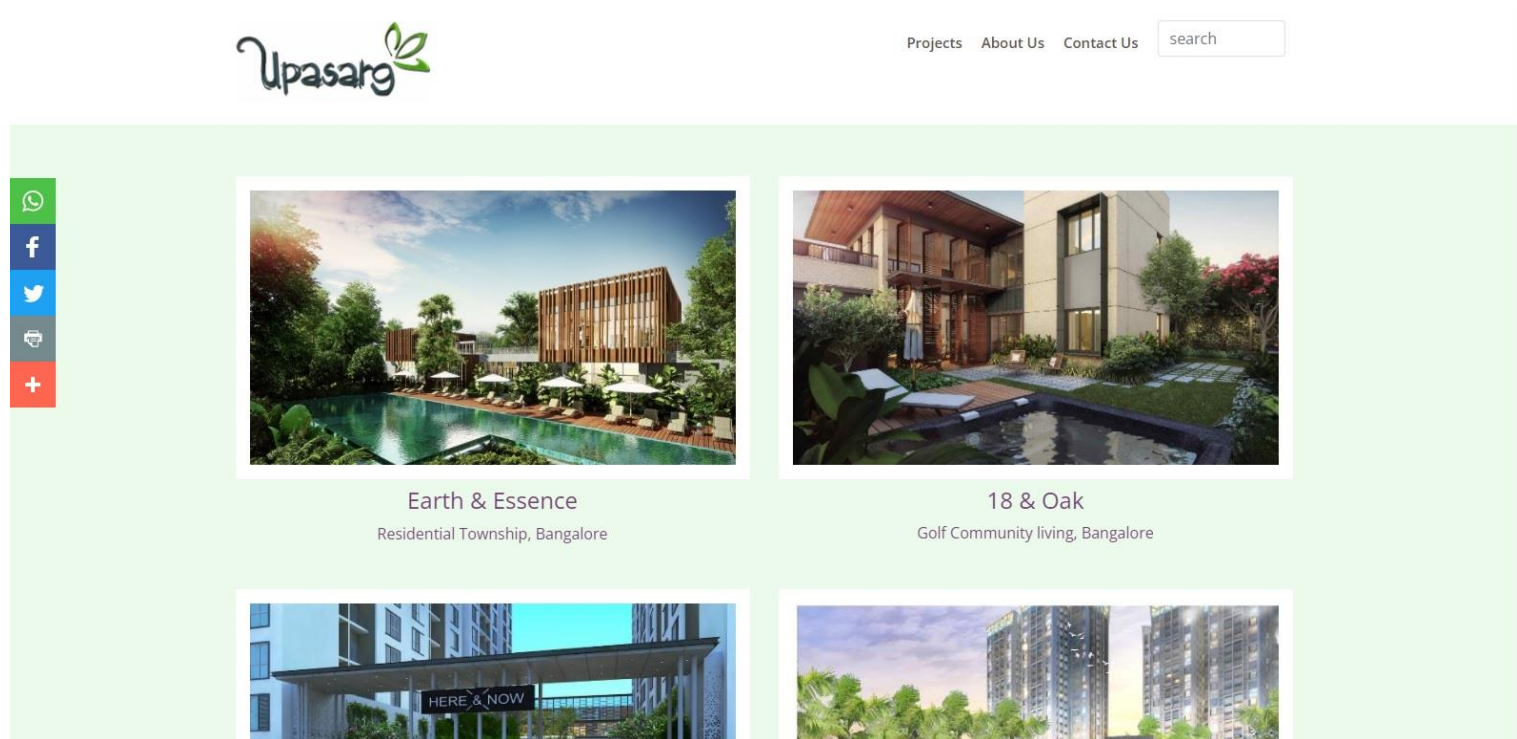 Upasarg
Projects About Us Contact Us search
Earth & Essence
Residential Township, Bangalore
18 & Oak
Golf Community living, Bangalore
HERE & NOW